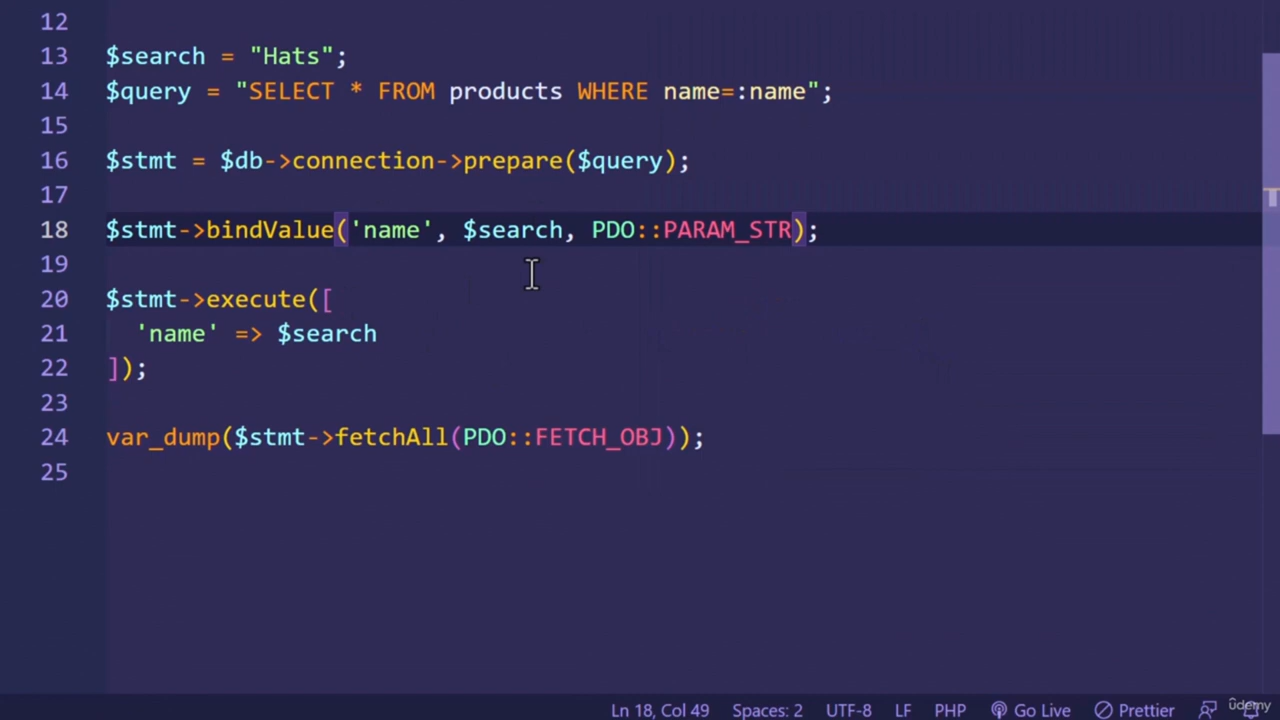 12
13 $search = "Hats";
14 $query = "SELECT * FROM products WHERE name=:name";
15
16 $stmt = $db->connection->prepare($query);
17
18 $stmt->bindValue('name', $search, PDO::PARAM_STR);
19
20 $stmt->execute([
21   'name' => $search
22 ]);
23
24 var_dump($stmt->fetchAll(PDO::FETCH_OBJ));
25
Ln 18, Col 49 Spaces: 2 UTF-8 LF PHP Go Live Prettier
udemy